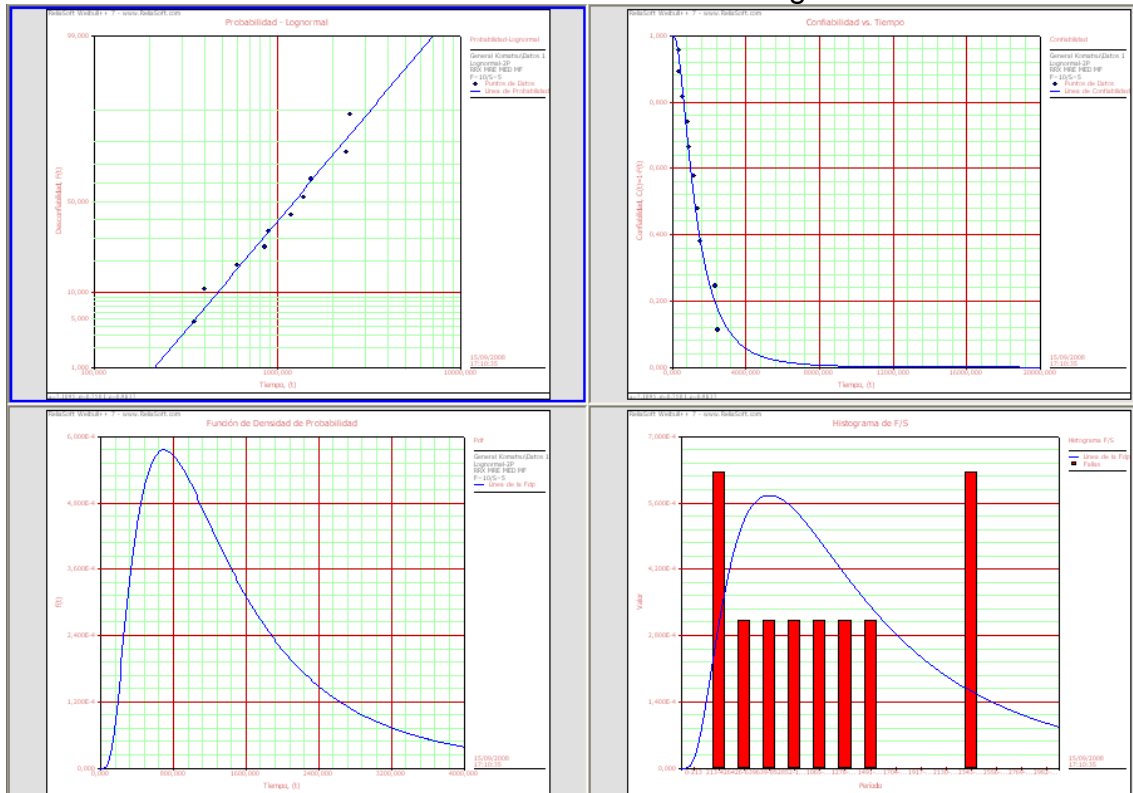 ReliaSoft Weibull++ 7 - www.ReliaSoft.com
Probabilidad - Lognormal
Probabilidad-Lognormal
General Komatsu\Datos 1
Lognormal-2P
RRX MRE MED MF
F=10/S=5
Puntos de Datos
Línea de Probabilidad
99,000
50,000
10,000
5,000
1,000
Desconfiabilidad, F(t)
100,000
1000,000
10000,000
Tiempo, (t)
15/09/2008
17:10:35
ReliaSoft Weibull++ 7 - www.ReliaSoft.com
Confiabilidad vs. Tiempo
Confiabilidad
General Komatsu\Datos 1
Lognormal-2P
RRX MRE MED MF
F=10/S=5
Puntos de Datos
Línea de Confiabilidad
1,000
0,800
0,600
0,400
0,200
0,000
Confiabilidad, C(t)=1-F(t)
0,000
4000,000
8000,000
12000,000
16000,000
20000,000
Tiempo, (t)
15/09/2008
17:10:35
ReliaSoft Weibull++ 7 - www.ReliaSoft.com
Función de Densidad de Probabilidad
Pdf
General Komatsu\Datos 1
Lognormal-2P
RRX MRE MED MF
F=10/S=5
Línea de la Fdp
6,000E-4
4,800E-4
3,600E-4
2,400E-4
1,200E-4
0,000
F(t)
0,000
800,000
1600,000
2400,000
3200,000
4000,000
Tiempo, (t)
15/09/2008
17:10:35
ReliaSoft Weibull++ 7 - www.ReliaSoft.com
Histograma de F/S
Histograma F/S
Línea de la Fdp
Fallas
7,000E-4
5,600E-4
4,200E-4
2,800E-4
1,400E-4
0,000
Valor
0-213
Período
15/09/2008
17:10:35